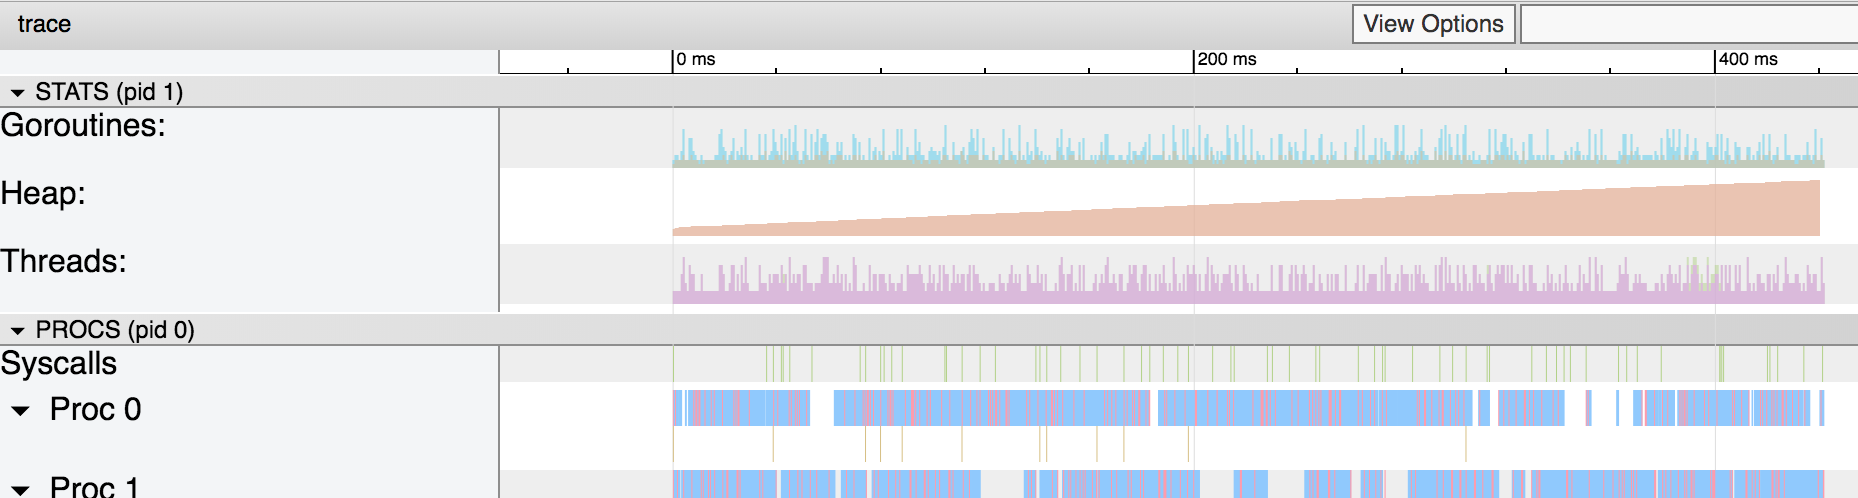 trace
View Options
0 ms
200 ms
400 ms
STATS (pid 1)
Goroutines:
Heap:
Threads:
PROCS (pid 0)
Syscalls
Proc 0
Proc 1